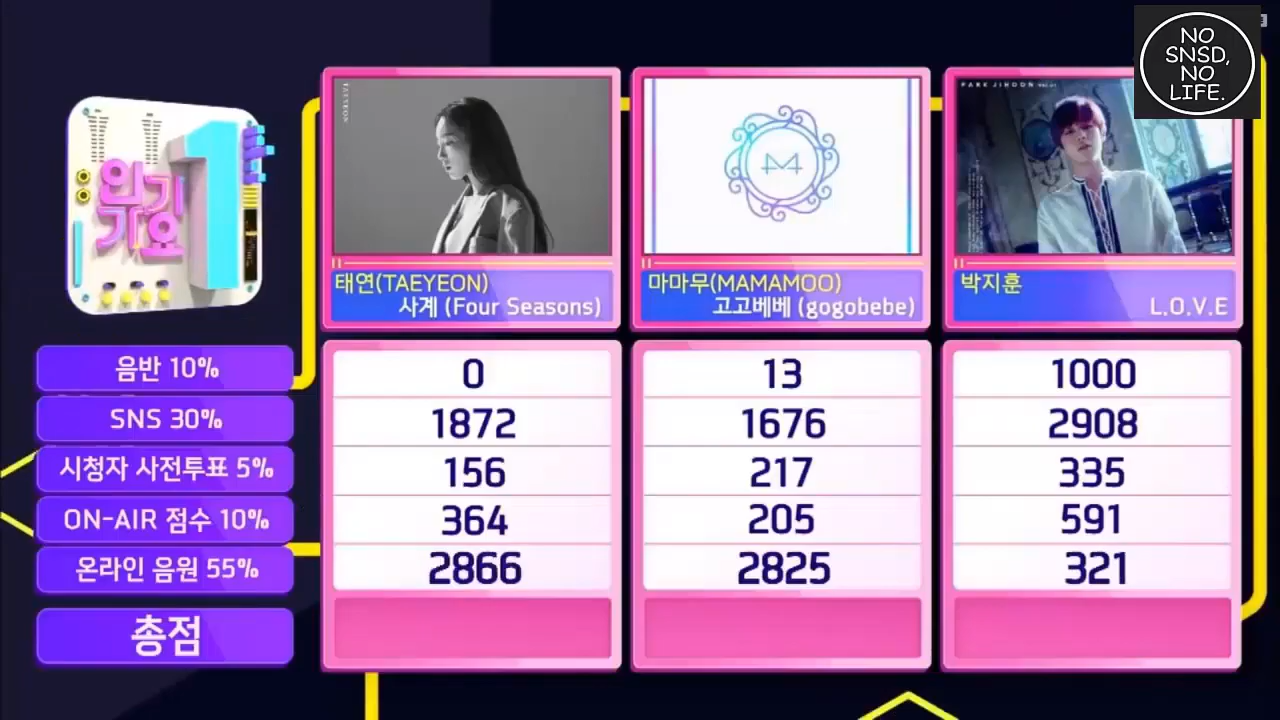 NO
SNSD,
NO
LIFE.
인기
가요
1
TAEYEON
M
PARK JIHOON
태연(TAEYEON)
사계 (Four Seasons)
마마무(MAMAMOO)
고고베베 (gogobebe)
박지훈
L.O.V.E
음반 10% 0 13 1000
SNS 30% 1872 1676 2908
시청자 사전투표 5% 156 217 335
ON-AIR 점수 10% 364 205 591
온라인 음원 55% 2866 2825 321
총점